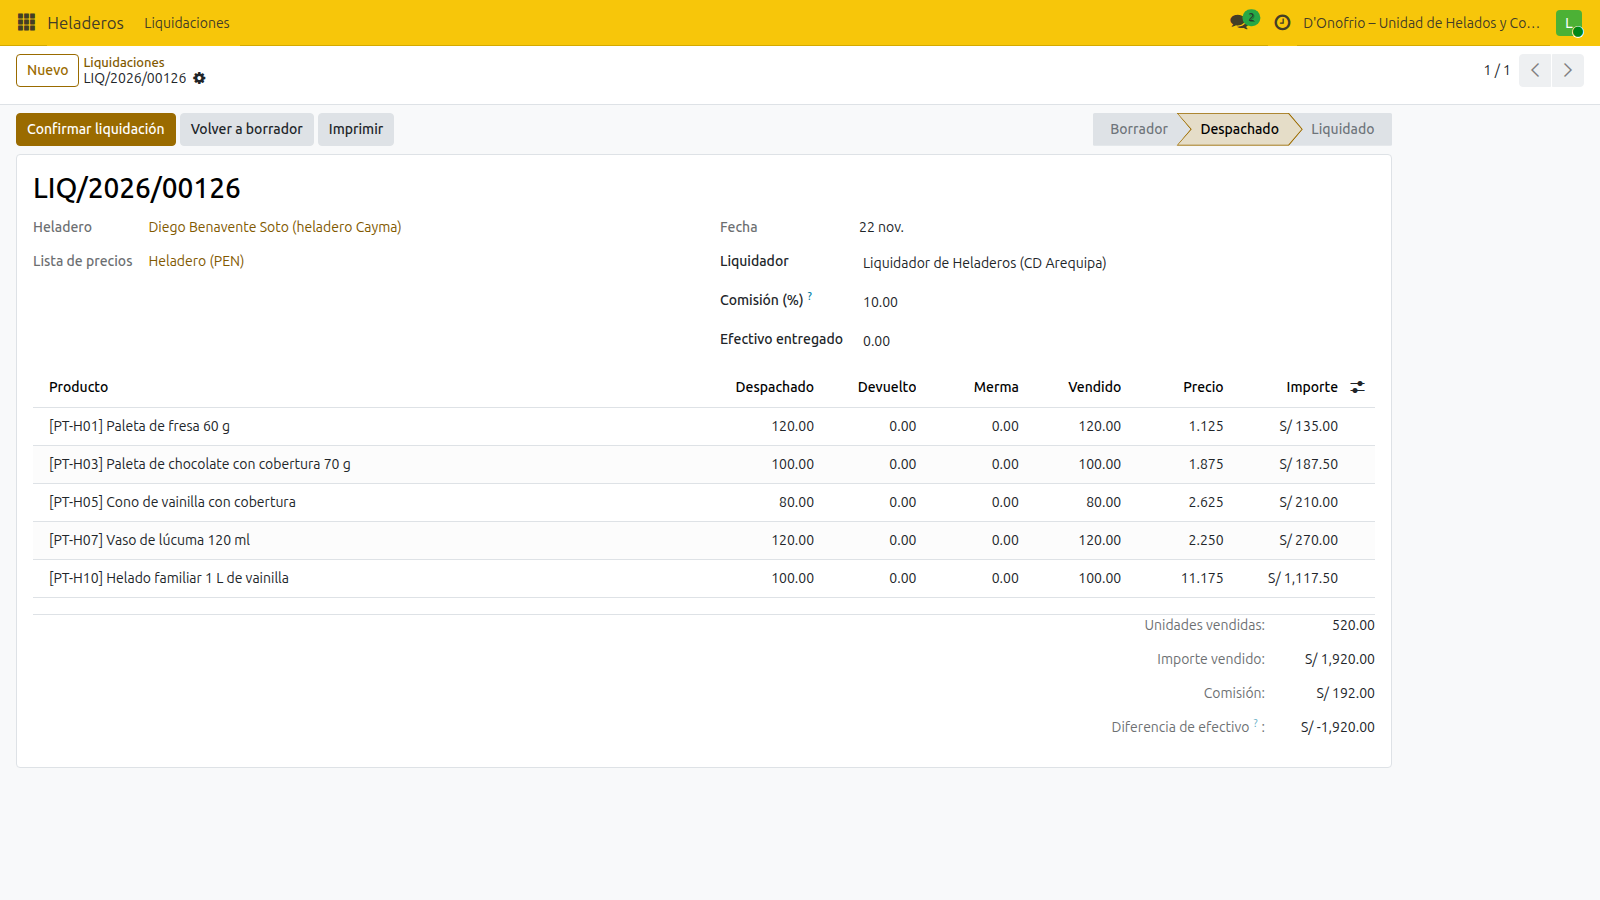 Heladeros Liquidaciones 2 D'Onofrio – Unidad de Helados y Co... L
Nuevo Liquidaciones
LIQ/2026/00126 1 / 1
Confirmar liquidación Volver a borrador Imprimir Borrador Despachado Liquidado
LIQ/2026/00126
Heladero Diego Benavente Soto (heladero Cayma) Fecha 22 nov.
Lista de precios Heladero (PEN) Liquidador Liquidador de Heladeros (CD Arequipa)
Comisión (%) ? 10.00
Efectivo entregado 0.00
Producto Despachado Devuelto Merma Vendido Precio Importe
[PT-H01] Paleta de fresa 60 g 120.00 0.00 0.00 120.00 1.125 S/ 135.00
[PT-H03] Paleta de chocolate con cobertura 70 g 100.00 0.00 0.00 100.00 1.875 S/ 187.50
[PT-H05] Cono de vainilla con cobertura 80.00 0.00 0.00 80.00 2.625 S/ 210.00
[PT-H07] Vaso de lúcuma 120 ml 120.00 0.00 0.00 120.00 2.250 S/ 270.00
[PT-H10] Helado familiar 1 L de vainilla 100.00 0.00 0.00 100.00 11.175 S/ 1,117.50
Unidades vendidas: 520.00
Importe vendido: S/ 1,920.00
Comisión: S/ 192.00
Diferencia de efectivo ? : S/ -1,920.00